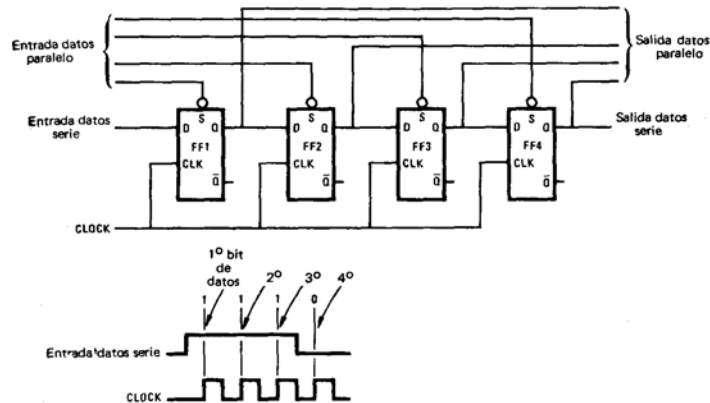 Entrada datos
paralelo
Salida datos
paralelo
Entrada datos
serie
S
D Q
FF1
CLK
Q̅
S
D Q
FF2
CLK
Q̅
S
D Q
FF3
CLK
Q̅
S
D Q
FF4
CLK
Q̅
Salida datos
serie
CLOCK
1º bit
de
datos
2º
3º
4º
1 1 1 0
Entrada datos serie
CLOCK